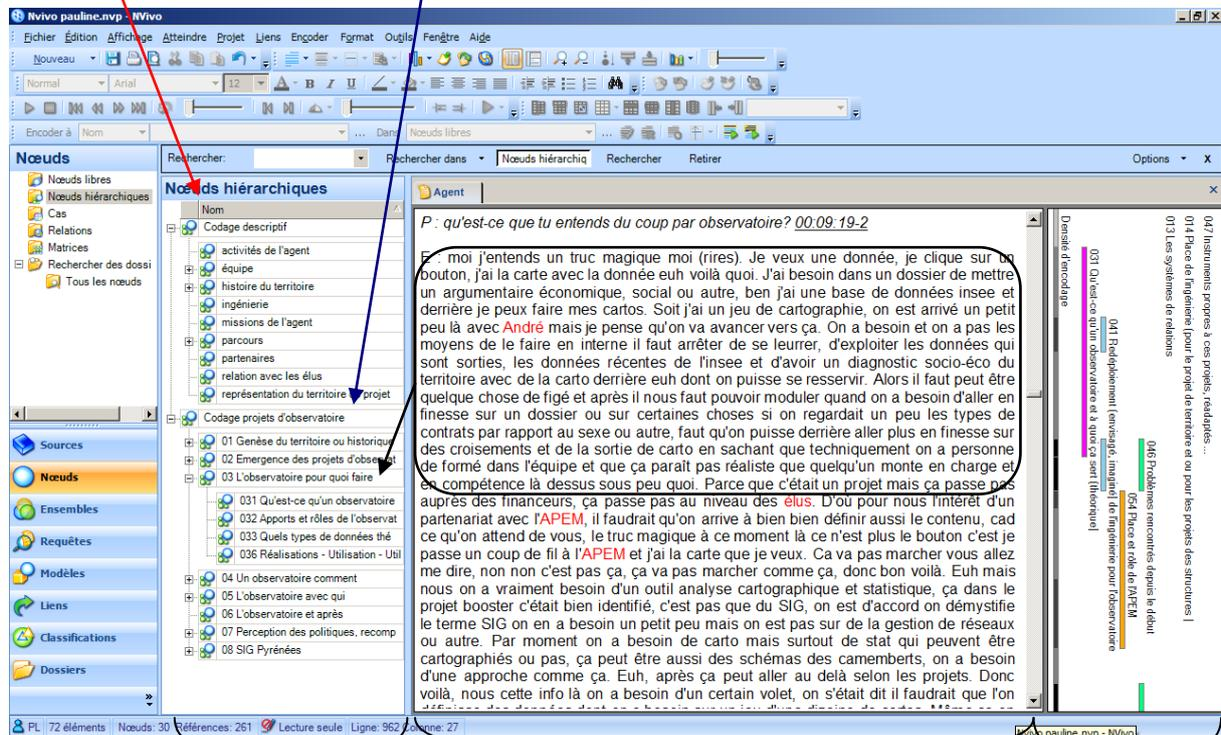 Nvivo pauline.nvp - NVivo
Fichier Édition Affichage Atteindre Projet Liens Encoder Format Outils Fenêtre Aide
Nouveau
Normal Arial 12
Encoder à Nom ... Dans Nœuds libres ...
Nœuds
Nœuds libres
Nœuds hiérarchiques
Cas
Relations
Matrices
Rechercher des dossi
Tous les nœuds
Sources
Nœuds
Ensembles
Requêtes
Modèles
Liens
Classifications
Dossiers
Rechercher: Rechercher dans Nœuds hiérarchiq Rechercher Retirer Options x
Nœuds hiérarchiques
Nom
Codage descriptif
activités de l'agent
équipe
histoire du territoire
ingénierie
missions de l'agent
parcours
partenaires
relation avec les élus
représentation du territoire projet
Codage projets d'observatoire
01 Genèse du territoire ou historique
02 Emergence des projets d'observat
03 L'observatoire pour quoi faire
031 Qu'est-ce qu'un observatoire
032 Apports et rôles de l'observat
033 Quels types de données thé
036 Réalisations - Utilisation - Util
04 Un observatoire comment
05 L'observatoire avec qui
06 L'observatoire et après
07 Perception des politiques, recomp
08 SIG Pyrénées
Agent
P : qu'est-ce que tu entends du coup par observatoire? 00:09:19-2
E : moi j'entends un truc magique moi (rires). Je veux une donnée, je clique sur un
bouton, j'ai la carte avec la donnée euh voilà quoi. J'ai besoin dans un dossier de mettre
un argumentaire économique, social ou autre, ben j'ai une base de données insee et
derrière je peux faire mes cartos. Soit j'ai un jeu de cartographie, on est arrivé un petit
peu là avec André mais je pense qu'on va avancer vers ça. On a besoin et on a pas les
moyens de le faire en interne il faut arrêter de se leurrer, d'exploiter les données qui
sont sorties, les données récentes de l'insee et d'avoir un diagnostic socio-éco du
territoire avec de la carto derrière euh dont on puisse se resservir. Alors il faut peut être
quelque chose de figé et après il nous faut pouvoir moduler quand on a besoin d'aller en
finesse sur un dossier ou sur certaines choses si on regardait un peu les types de
contrats par rapport au sexe ou autre, faut qu'on puisse derrière aller plus en finesse sur
des croisements et de la sortie de carto en sachant que techniquement on a personne
de formé dans l'équipe et que ça paraît pas réaliste que quelqu'un monte en charge et
en compétence là dessus sous peu quoi. Parce que c'était un projet mais ça passe pas
auprès des financeurs, ça passe pas au niveau des élus. D'où pour nous l'intérêt d'un
partenariat avec l'APEM, il faudrait qu'on arrive à bien bien définir aussi le contenu, cad
ce qu'on attend de vous, le truc magique à ce moment là ce n'est plus le bouton c'est je
passe un coup de fil à l'APEM et j'ai la carte que je veux. Ca va pas marcher vous allez
me dire, non non c'est pas ça, ça va pas marcher comme ça, donc bon voilà. Euh mais
nous on a vraiment besoin d'un outil analyse cartographique et statistique, ça dans le
projet booster c'était bien identifié, c'est pas que du SIG, on est d'accord on démystifie
le terme SIG on en a besoin un petit peu mais on est pas sur de la gestion de réseaux
ou autre. Par moment on a besoin de carto mais surtout de stat qui peuvent être
cartographiés ou pas, ça peut être aussi des schémas des camemberts, on a besoin
d'une approche comme ça. Euh, après ça peut aller au delà selon les projets. Donc
voilà, nous cette info là on a besoin d'un certain volet, on s'était dit il faudrait que l'on
Densité d'encodage
031 Qu'est-ce qu'un observatoire et à quoi ça sert (théorique)
041 Redéploiement (envisagé, imaginé) de l'ingénierie pour l'observatoire
054 Place et rôle de l'APEM
046 Problèmes rencontrés depuis le début
013 Les systèmes de relations
014 Place de l'ingénierie (pour le projet de territoire et ou pour les projets des structures)
047 Instruments propres à ces projets, réadaptés ...
PL 72 éléments Nœuds: 30 Références: 261 Lecture seule Ligne: 962 Colonne: 27
Nvivo pauline.nvp - NVivo